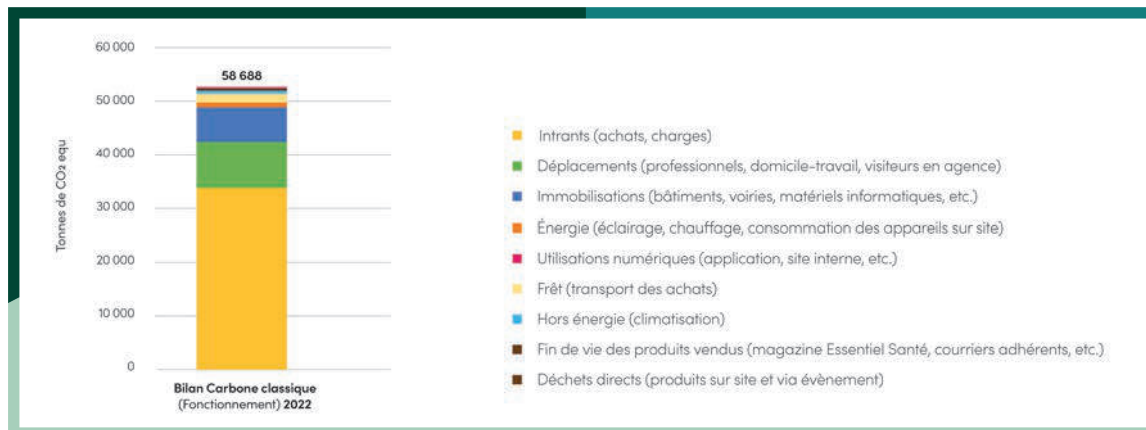 60 000
50 000
40 000
30 000
20 000
10 000
0
Tonnes de CO2 equ
58 688
Bilan Carbone classique
(Fonctionnement) 2022
Intrants (achats, charges)
Déplacements (professionnels, domicile-travail, visiteurs en agence)
Immobilisations (bâtiments, voiries, matériels informatiques, etc.)
Énergie (éclairage, chauffage, consommation des appareils sur site)
Utilisations numériques (application, site interne, etc.)
Frêt (transport des achats)
Hors énergie (climatisation)
Fin de vie des produits vendus (magazine Essentiel Santé, courriers adhérents, etc.)
Déchets directs (produits sur site et via évènement)